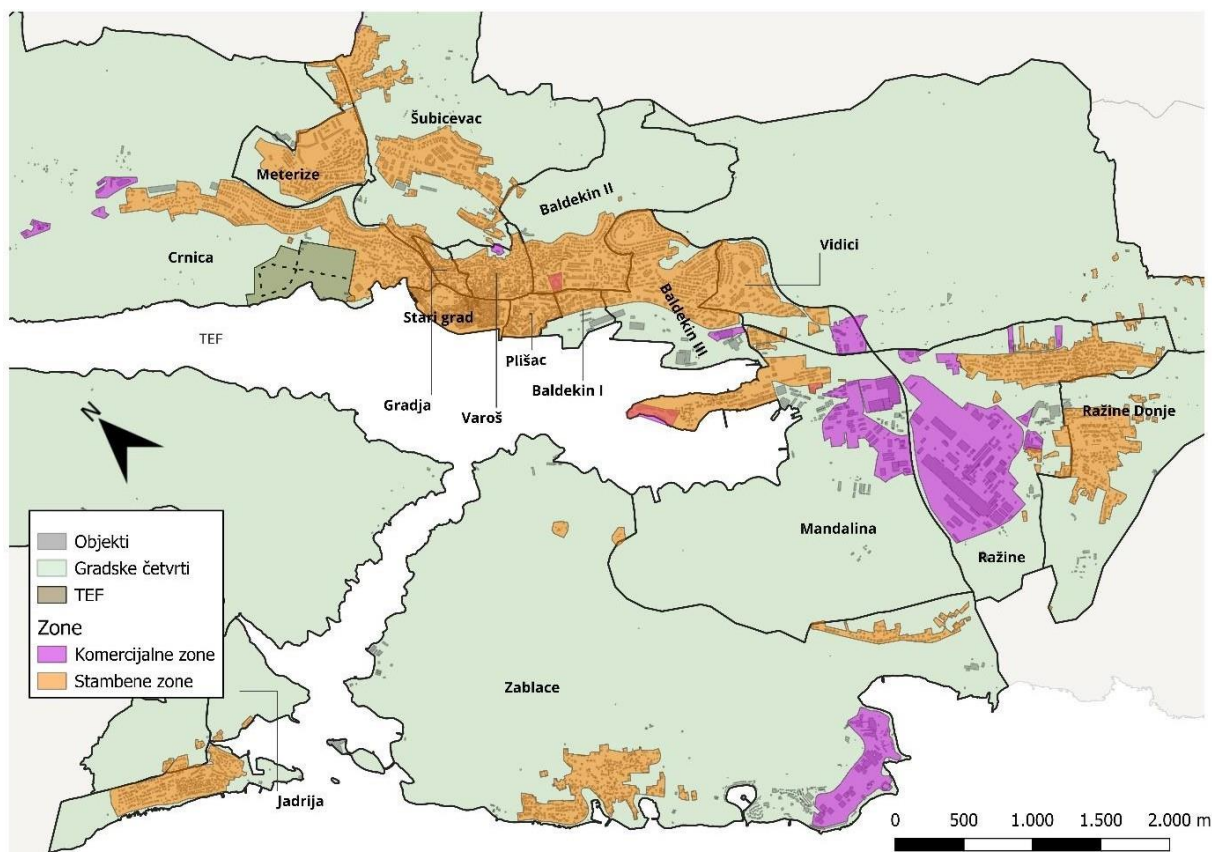 Šubicevac
Meterize
Baldekin II
Crnica
Vidici
Stari grad
Baldekin III
TEF
Plišac
Baldekin I
Gradja
Varoš
Ražine Donje
N
Mandalina
Ražine
Objekti
Gradske četvrti
TEF
Zone
Komercijalne zone
Stambene zone
Zablace
Jadrija
0 500 1.000 1.500 2.000 m